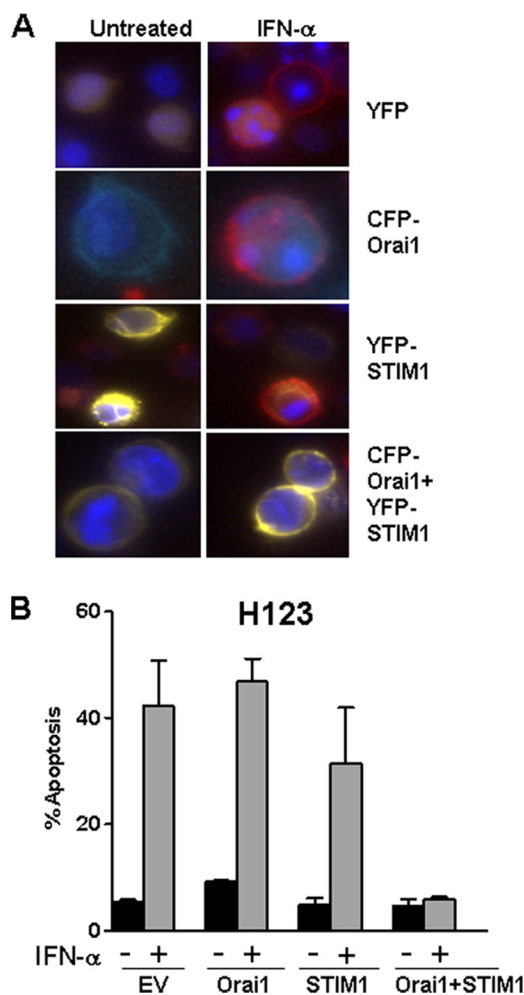 A
Untreated IFN-α
YFP
CFP-
Orai1
YFP-
STIM1
CFP-
Orai1+
YFP-
STIM1
B
H123
60
40
20
0
% Apoptosis
IFN-α - + - + - + - +
EV Orai1 STIM1 Orai1+STIM1